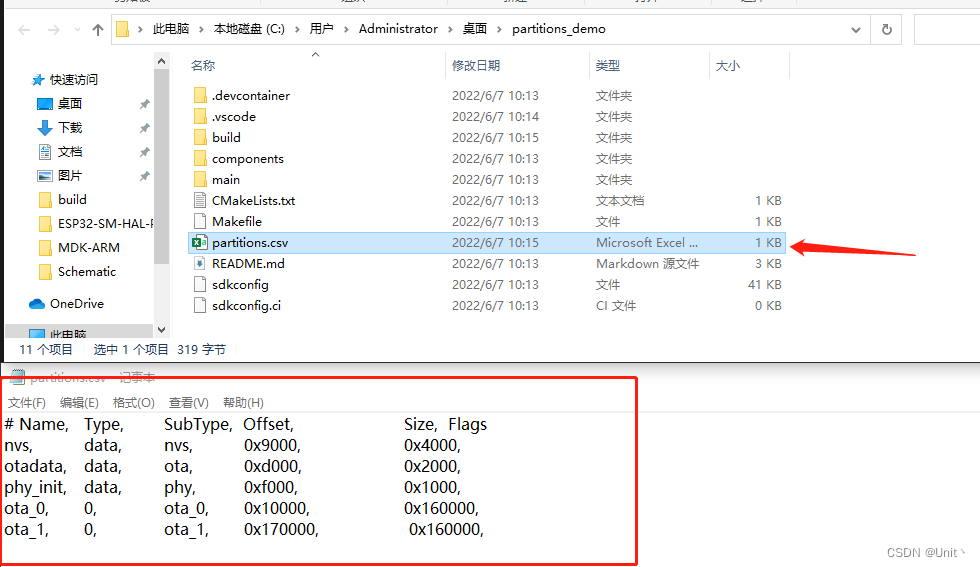 此电脑 › 本地磁盘 (C:) › 用户 › Administrator › 桌面 › partitions_demo
名称 修改日期 类型 大小
快速访问
桌面
下载
文档
图片
build
ESP32-SM-HAL-F
MDK-ARM
Schematic
OneDrive
此电脑
.devcontainer 2022/6/7 10:13 文件夹
.vscode 2022/6/7 10:14 文件夹
build 2022/6/7 10:15 文件夹
components 2022/6/7 10:13 文件夹
main 2022/6/7 10:13 文件夹
CMakeLists.txt 2022/6/7 10:13 文本文档 1 KB
Makefile 2022/6/7 10:13 文件 1 KB
partitions.csv 2022/6/7 10:15 Microsoft Excel ... 1 KB
README.md 2022/6/7 10:13 Markdown 源文件 3 KB
sdkconfig 2022/6/7 10:13 文件 41 KB
sdkconfig.ci 2022/6/7 10:13 CI 文件 0 KB
11 个项目 选中 1 个项目 319 字节
partitions.csv - 记事本
文件(F) 编辑(E) 格式(O) 查看(V) 帮助(H)
# Name, Type, SubType, Offset, Size, Flags
nvs, data, nvs, 0x9000, 0x4000,
otadata, data, ota, 0xd000, 0x2000,
phy_init, data, phy, 0xf000, 0x1000,
ota_0, 0, ota_0, 0x10000, 0x160000,
ota_1, 0, ota_1, 0x170000, 0x160000,
CSDN @Unit丶